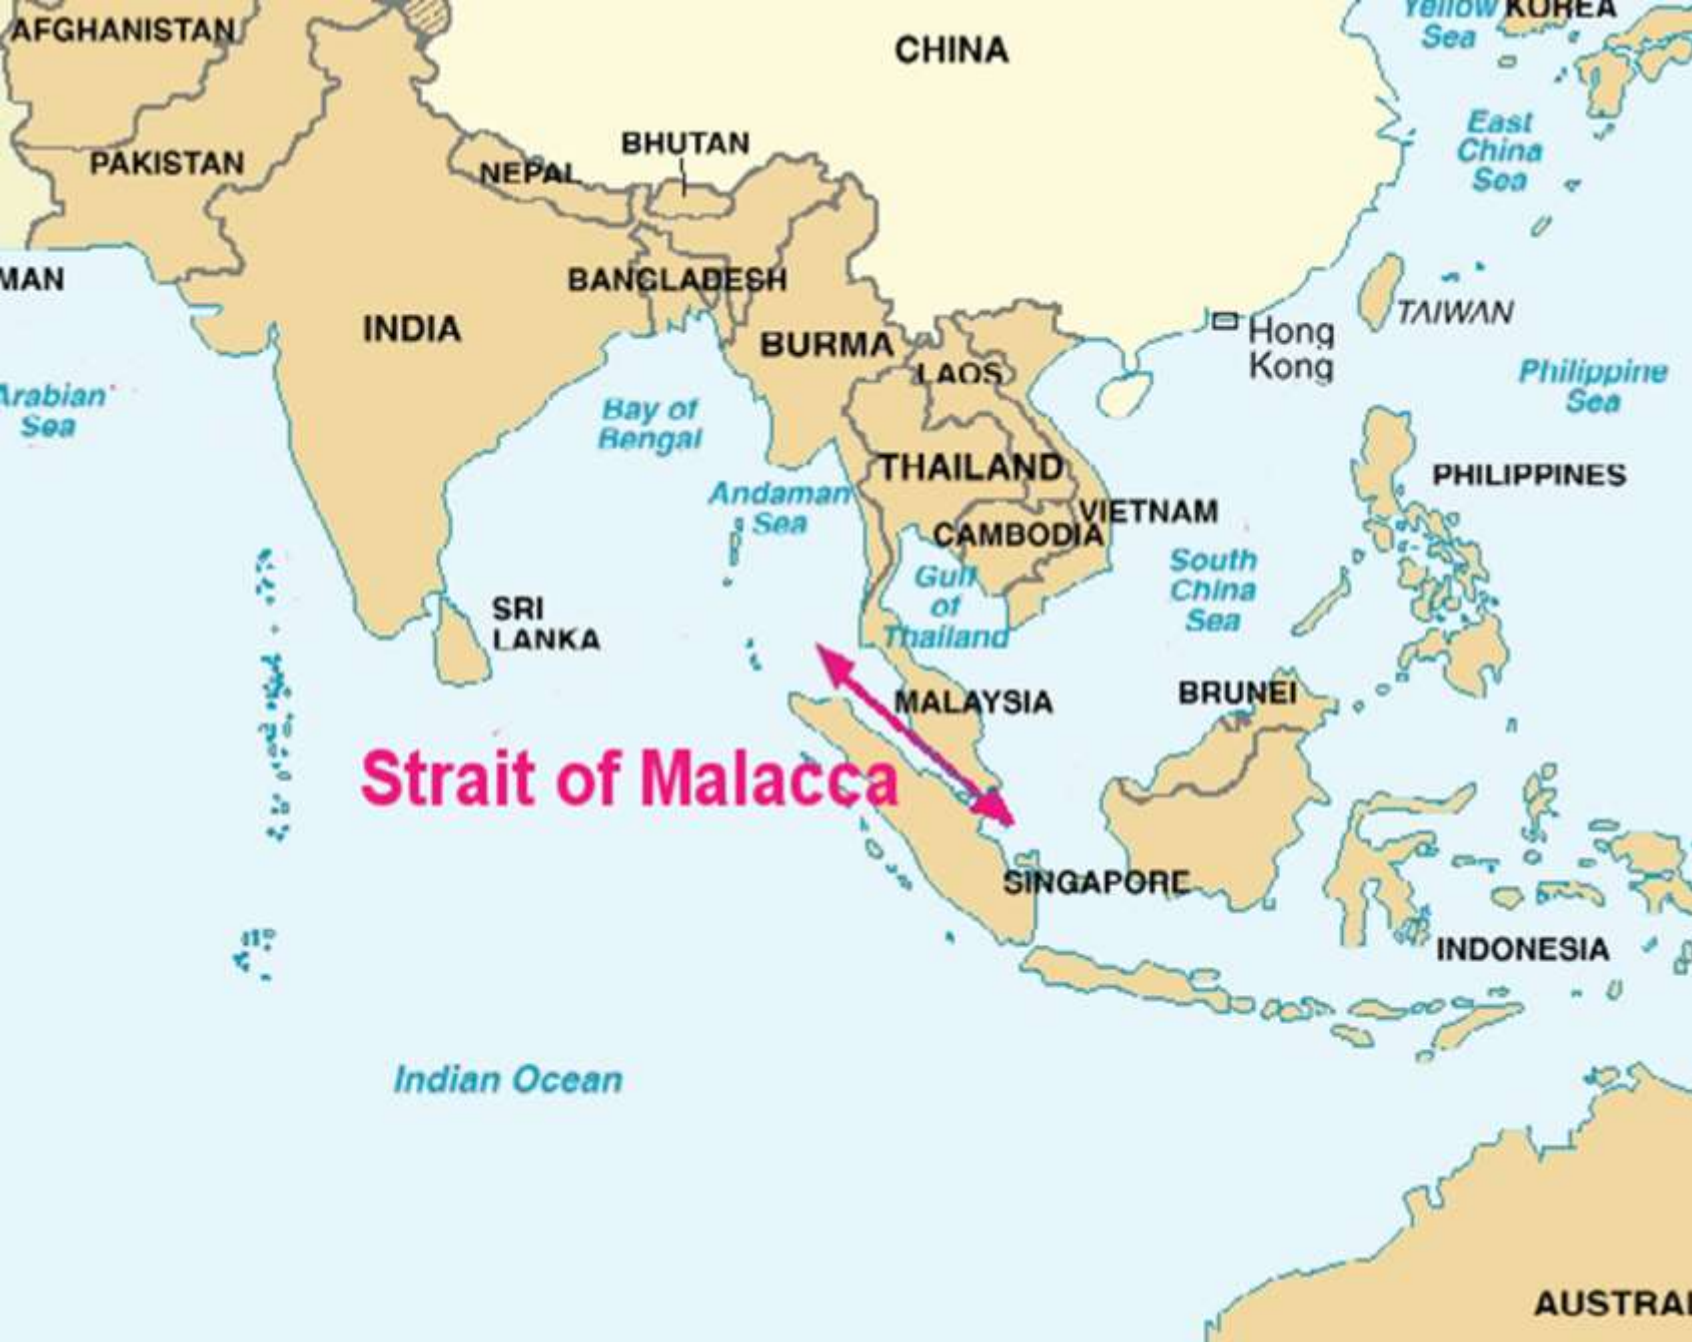 AFGHANISTAN
CHINA
Yellow
Sea
KOREA
East
China
Sea
PAKISTAN
NEPAL
BHUTAN
MAN
BANGLADESH
INDIA
BURMA
LAOS
TAIWAN
Hong
Kong
Philippine
Sea
Arabian
Sea
Bay of
Bengal
THAILAND
PHILIPPINES
Andaman
Sea
VIETNAM
CAMBODIA
Gulf
of
Thailand
South
China
Sea
SRI
LANKA
MALAYSIA
BRUNEI
Strait of Malacca
SINGAPORE
INDONESIA
Indian Ocean
AUSTRAL